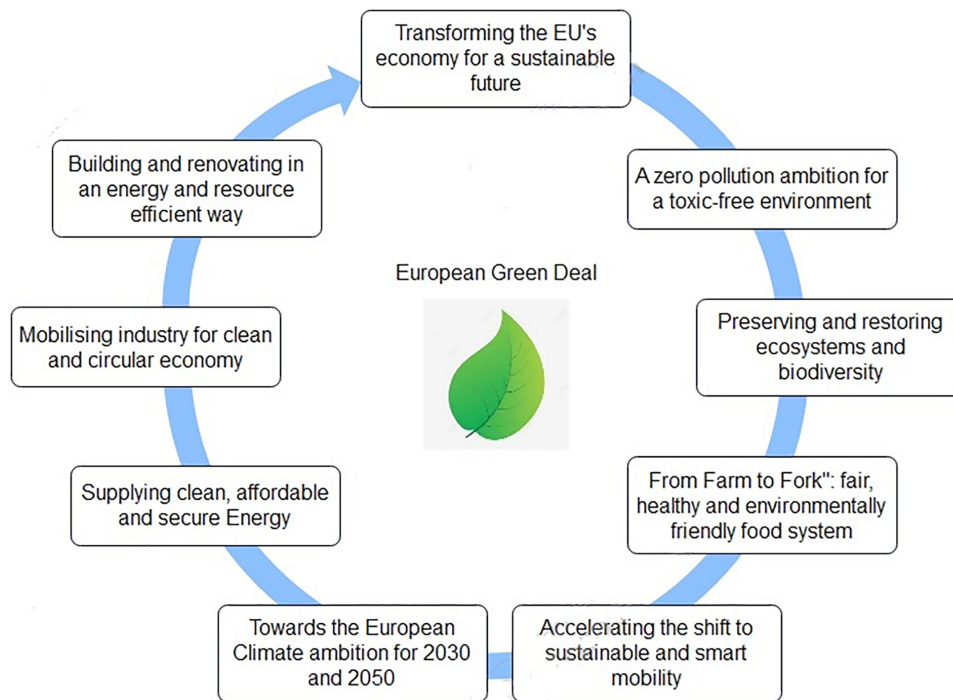 Transforming the EU's
economy for a sustainable
future
A zero pollution ambition for
a toxic-free environment
Preserving and restoring
ecosystems and
biodiversity
From Farm to Fork": fair,
healthy and environmentally
friendly food system
Accelerating the shift to
sustainable and smart
mobility
Towards the European
Climate ambition for 2030
and 2050
Supplying clean, affordable
and secure Energy
Mobilising industry for clean
and circular economy
Building and renovating in
an energy and resource
efficient way
European Green Deal